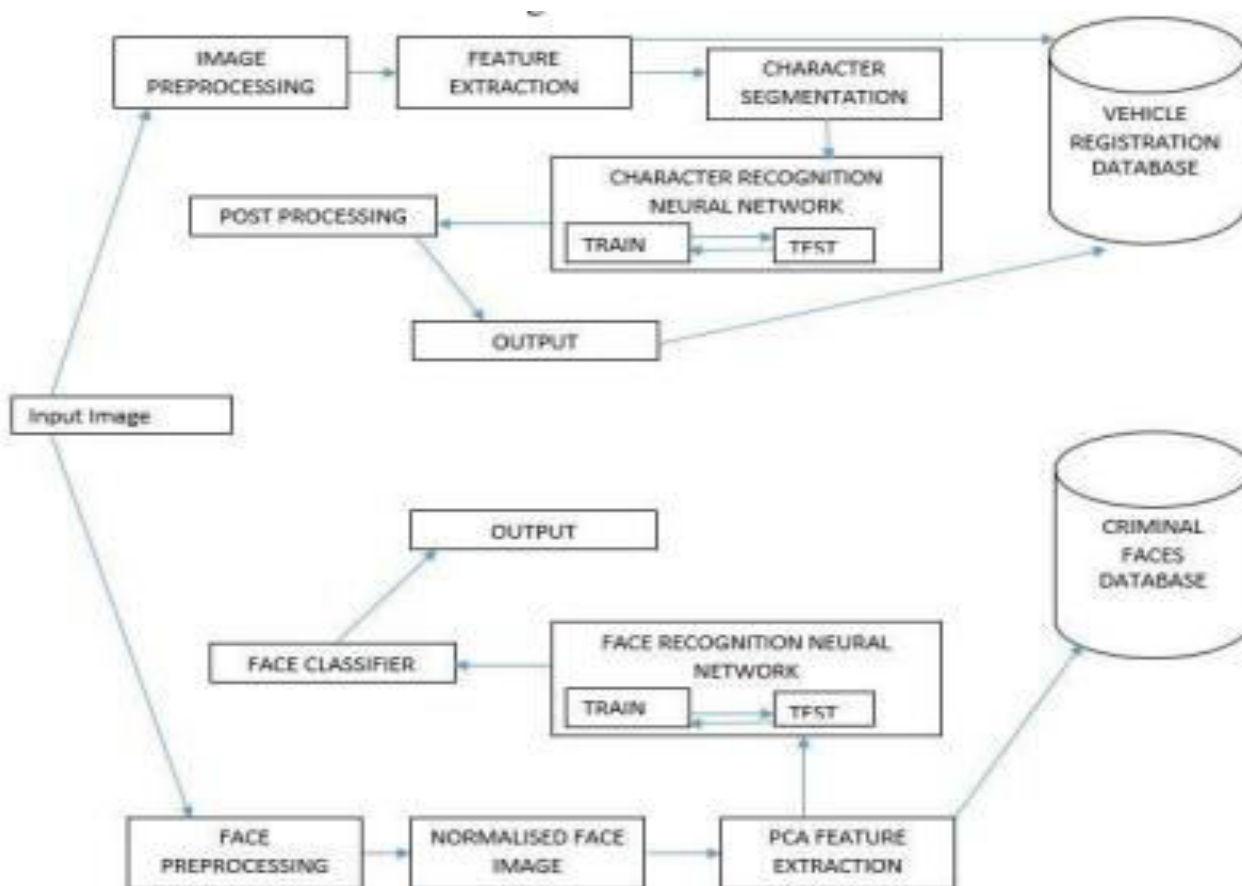 IMAGE
PREPROCESSING
FEATURE
EXTRACTION
CHARACTER
SEGMENTATION
VEHICLE
REGISTRATION
DATABASE
CHARACTER RECOGNITION
NEURAL NETWORK
TRAIN
TEST
POST PROCESSING
OUTPUT
Input Image
OUTPUT
CRIMINAL
FACES
DATABASE
FACE RECOGNITION NEURAL
NETWORK
TRAIN
TEST
FACE CLASSIFIER
FACE
PREPROCESSING
NORMALISED FACE
IMAGE
PCA FEATURE
EXTRACTION